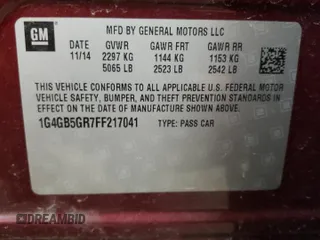 GM
MFD BY GENERAL MOTORS LLC
DATE GVWR GAWR FRT GAWR RR
11/14 2297 KG 1144 KG 1153 KG
5065 LB 2523 LB 2542 LB
THIS VEHICLE CONFORMS TO ALL APPLICABLE U.S. FEDERAL MOTOR
VEHICLE SAFETY, BUMPER, AND THEFT PREVENTION STANDARDS
IN EFFECT ON THE DATE OF MANUFACTURE SHOWN ABOVE.
1G4GB5GR7FF217041
TYPE: PASS CAR
DREAMBID